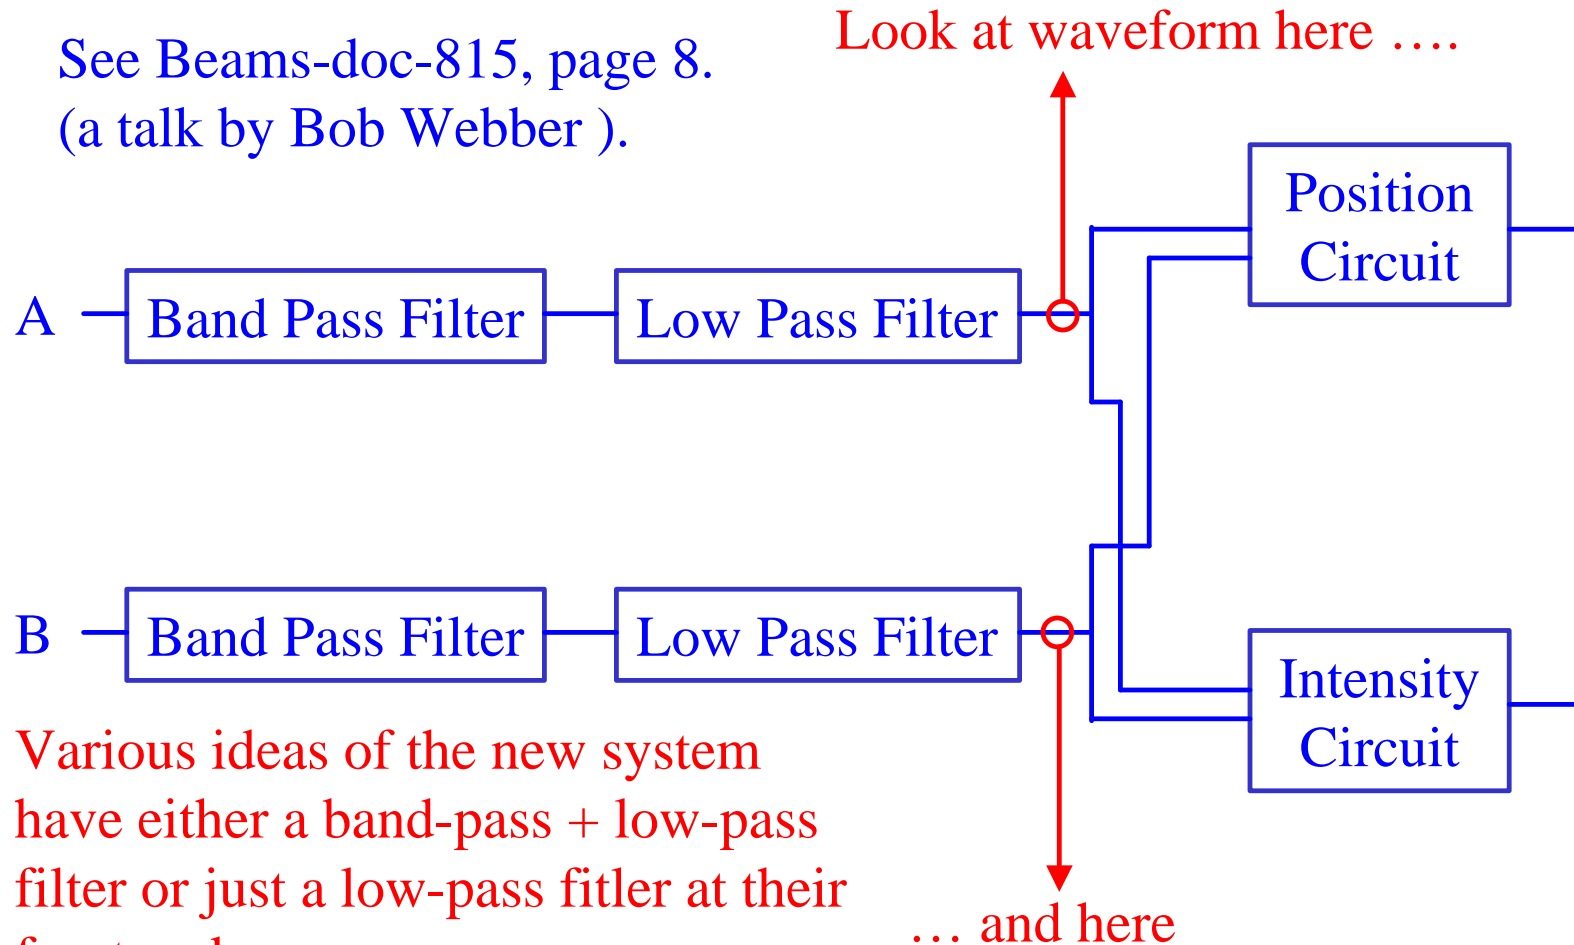 See Beams-doc-815, page 8.
(a talk by Bob Webber ).
Look at waveform here ….
Position
Circuit
A
Band Pass Filter
Low Pass Filter
B
Band Pass Filter
Low Pass Filter
Intensity
Circuit
Various ideas of the new system
have either a band-pass + low-pass
filter or just a low-pass fitler at their
… and here